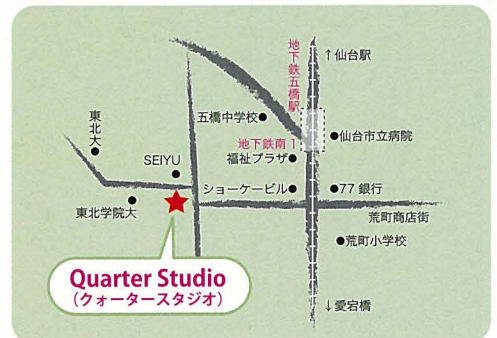 ↑仙台駅
地下鉄五橋駅
五橋中学校
仙台市立病院
地下鉄南1
福祉プラザ
東北大
SEIYU
ショーケービル
77 銀行
東北学院大
荒町商店街
荒町小学校
Quarter Studio
(クォータースタジオ)
↓愛宕橋